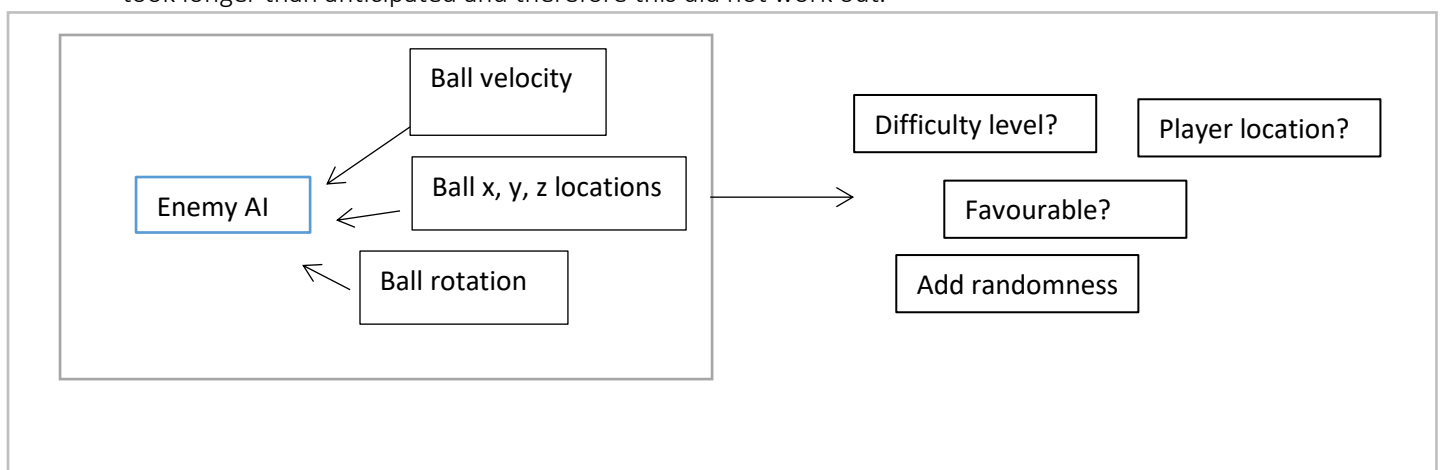 took longer than anticipated and therefore this did not work out.
Ball velocity
Difficulty level?
Player location?
Ball x, y, z locations
Enemy AI
Favourable?
Ball rotation
Add randomness